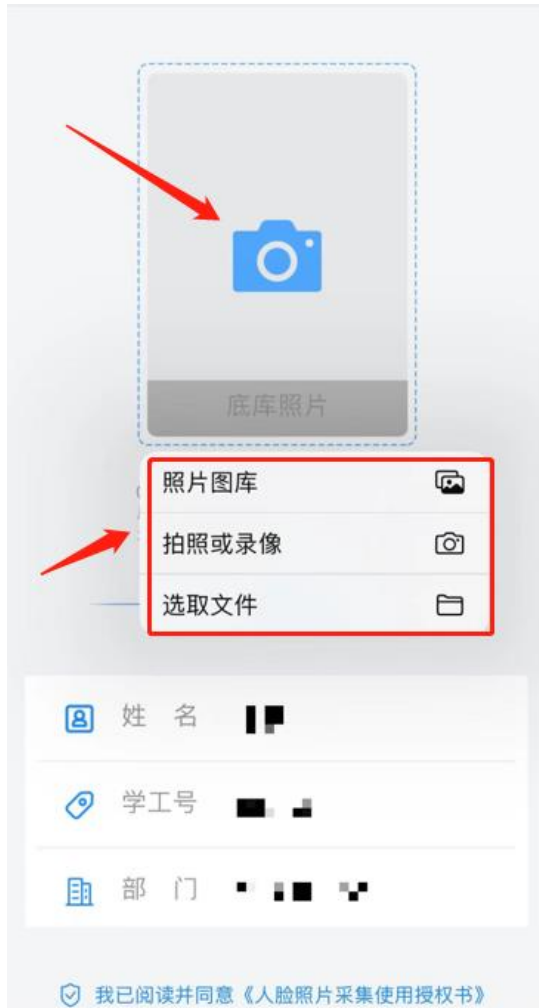 底库照片
照片图库
拍照或录像
选取文件
姓 名
学工号
部 门
我已阅读并同意《人脸照片采集使用授权书》